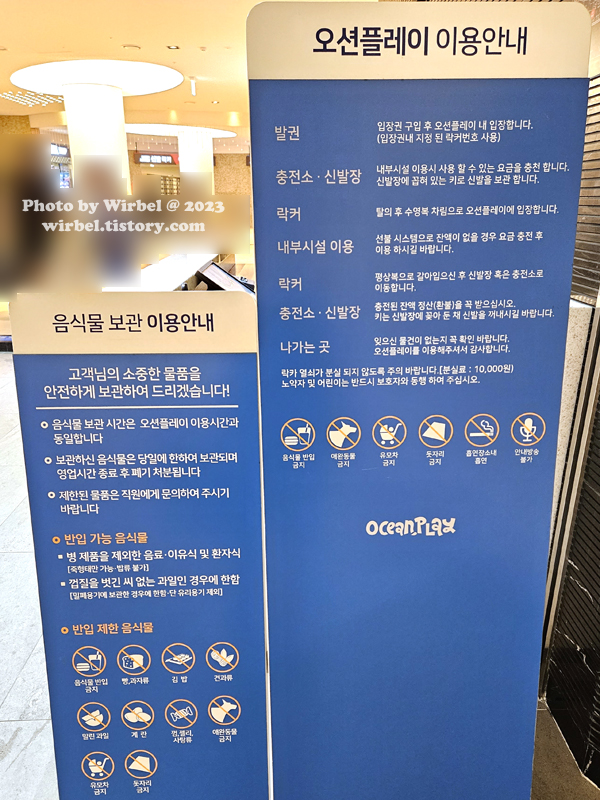 오션플레이 이용안내
발권
입장권 구입 후 오션플레이 내 입장합니다.
(입장권내 지정 된 락커번호 사용)
충전소 · 신발장
내부시설 이용시 사용 할 수 있는 요금을 충전 합니다.
신발장에 꼽혀 있는 키로 신발을 보관 합니다.
락커
탈의 후 수영복 차림으로 오션플레이에 입장합니다.
내부시설 이용
선불 시스템으로 잔액이 없을 경우 요금 충전 후
이용 하시길 바랍니다.
락커
평상복으로 갈아입으신 후 신발장 혹은 충전소로
이동합니다.
충전소 · 신발장
충전된 잔액 정산(환불)을 꼭 받으십시오.
키는 신발장에 꽂아 둔 채 신발을 꺼내시길 바랍니다.
나가는 곳
잊으신 물건이 없는지 꼭 확인 바랍니다.
오션플레이를 이용해주셔서 감사합니다.
락카 열쇠가 분실 되지 않도록 주의 바랍니다.[분실료 : 10,000원)
노약자 및 어린이는 반드시 보호자와 동행 하여 주십시오.
음식물 반입
금지
애완동물
금지
유모차
금지
돗자리
금지
흡연장소내
흡연
안내방송
불가
OCEAN PLAY
Photo by Wirbel @ 2023
wirbel.tistory.com
음식물 보관 이용안내
고객님의 소중한 물품을
안전하게 보관하여 드리겠습니다!
음식물 보관 시간은 오션플레이 이용시간과
동일합니다
보관하신 음식물은 당일에 한하여 보관되며
영업시간 종료 후 폐기 처분됩니다
제한된 물품은 직원에게 문의하여 주시기
바랍니다
반입 가능 음식물
병 제품을 제외한 음료·이유식 및 환자식
[죽형태만 가능·밥류 불가]
껍질을 벗긴 씨 없는 과일인 경우에 한함
[밀폐용기에 보관한 경우에 한함·단 유리용기 제외]
반입 제한 음식물
음식물 반입
금지
빵,과자류
김 밥
견과류
말린 과일
계 란
껌,젤리,
사탕류
애완동물
금지
유모차
금지
돗자리
금지